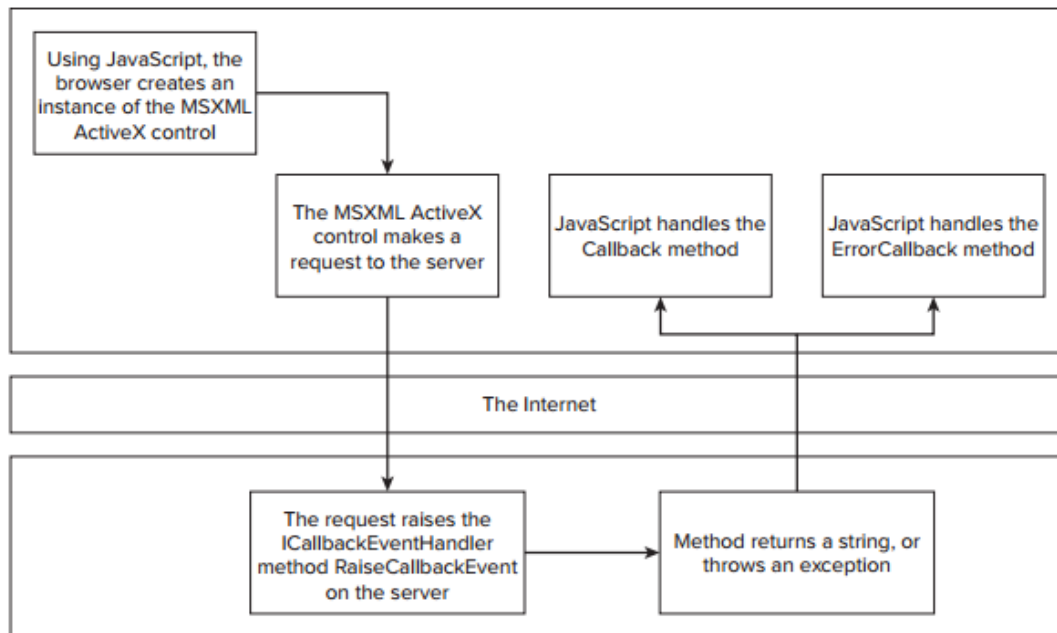 Using JavaScript, the
browser creates an
instance of the MSXML
ActiveX control
The MSXML ActiveX
control makes a
request to the server
JavaScript handles the
Callback method
JavaScript handles the
ErrorCallback method
The Internet
The request raises the
ICallbackEventHandler
method RaiseCallbackEvent
on the server
Method returns a string, or
throws an exception